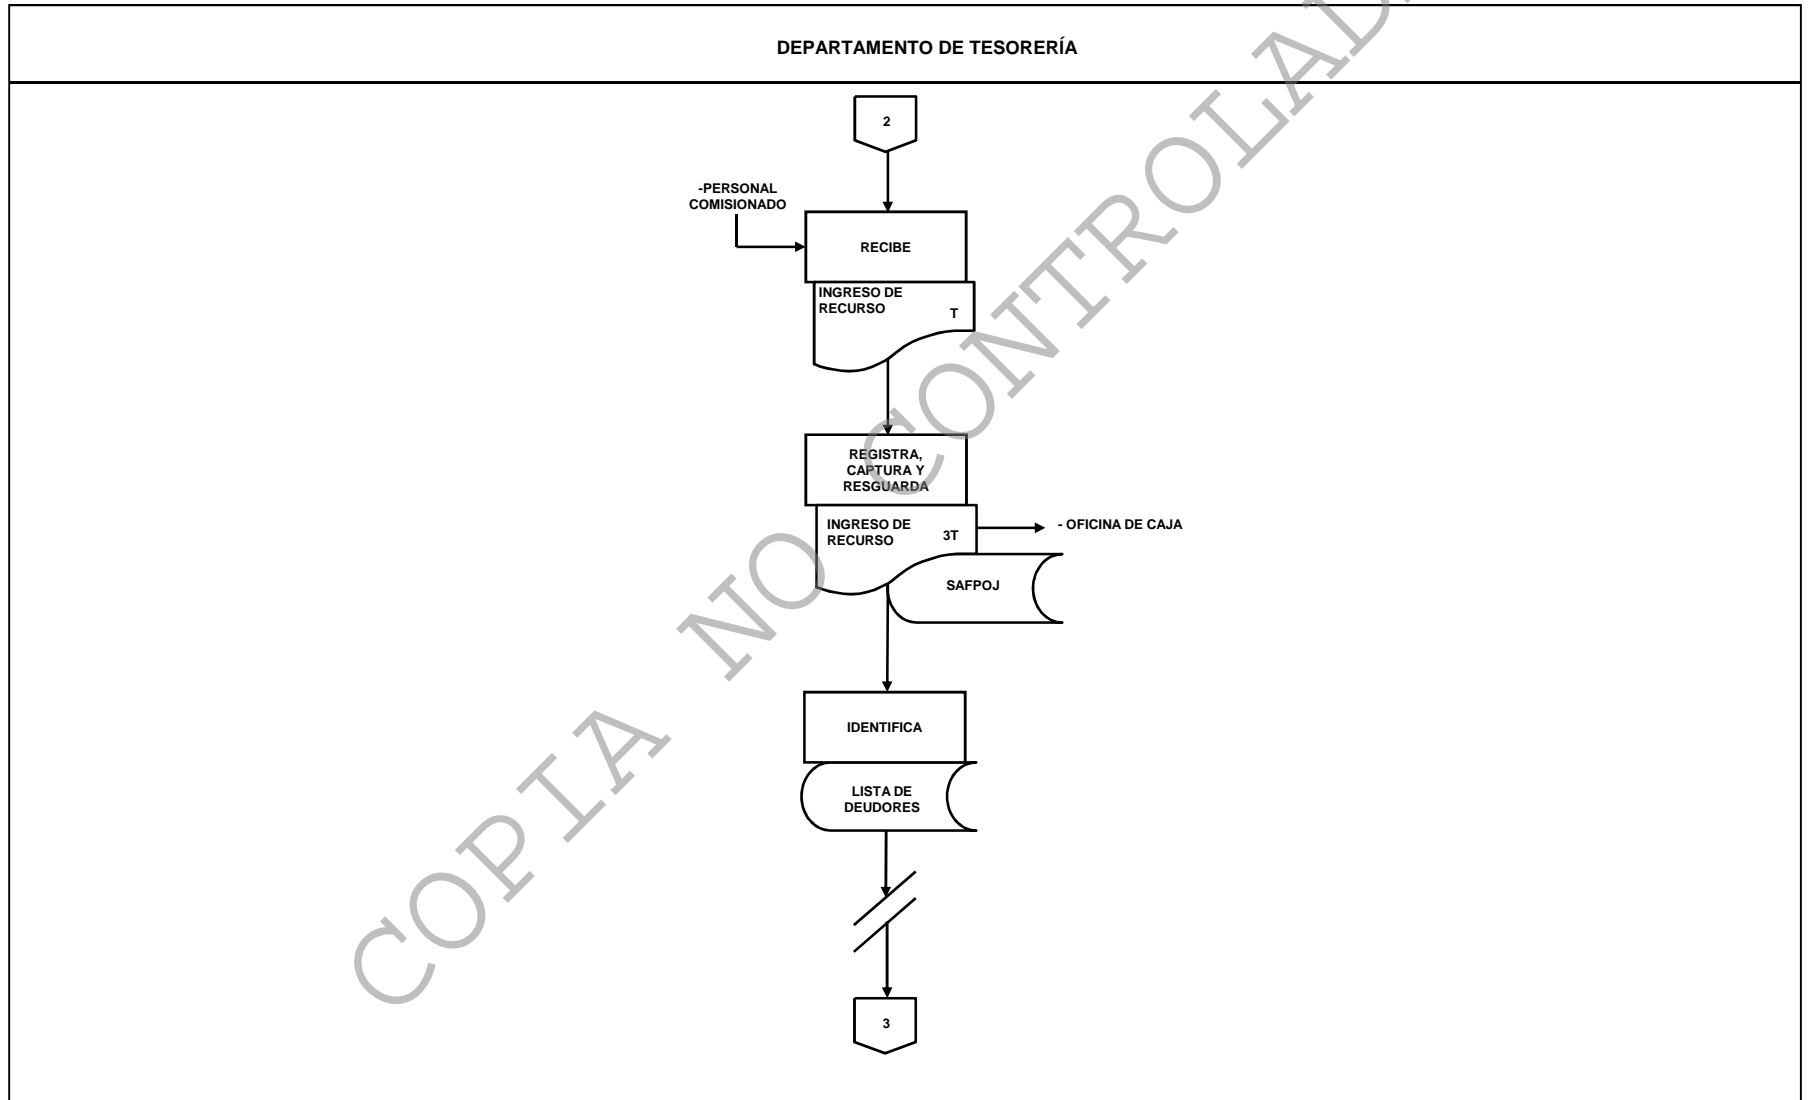 DEPARTAMENTO DE TESORERÍA
2
-PERSONAL
COMISIONADO
RECIBE
INGRESO DE
RECURSO
T
REGISTRA,
CAPTURA Y
RESGUARDA
INGRESO DE
RECURSO
3T
- OFICINA DE CAJA
SAFPOJ
IDENTIFICA
LISTA DE
DEUDORES
3
COPIA NO CONTROLAD